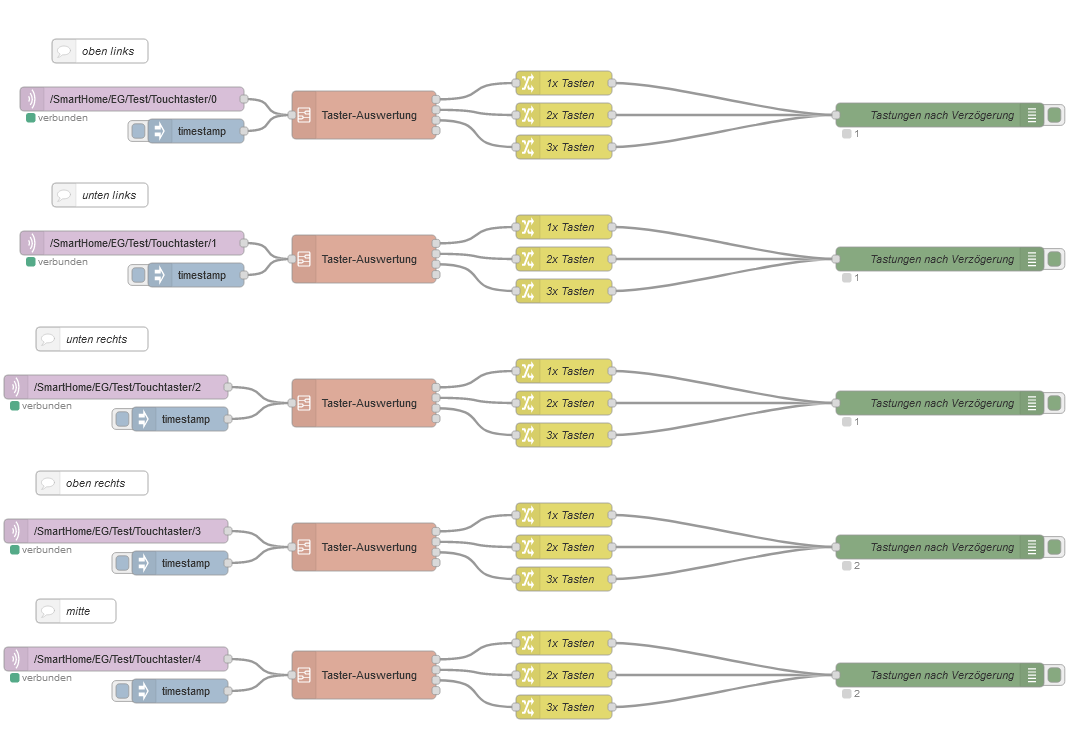 oben links
/SmartHome/EG/Test/Touchtaster/0
verbunden
timestamp
Taster-Auswertung
1x Tasten
2x Tasten
3x Tasten
Tastungen nach Verzögerung
1
unten links
/SmartHome/EG/Test/Touchtaster/1
verbunden
timestamp
Taster-Auswertung
1x Tasten
2x Tasten
3x Tasten
Tastungen nach Verzögerung
1
unten rechts
/SmartHome/EG/Test/Touchtaster/2
verbunden
timestamp
Taster-Auswertung
1x Tasten
2x Tasten
3x Tasten
Tastungen nach Verzögerung
1
oben rechts
/SmartHome/EG/Test/Touchtaster/3
verbunden
timestamp
Taster-Auswertung
1x Tasten
2x Tasten
3x Tasten
Tastungen nach Verzögerung
2
mitte
/SmartHome/EG/Test/Touchtaster/4
verbunden
timestamp
Taster-Auswertung
1x Tasten
2x Tasten
3x Tasten
Tastungen nach Verzögerung
2